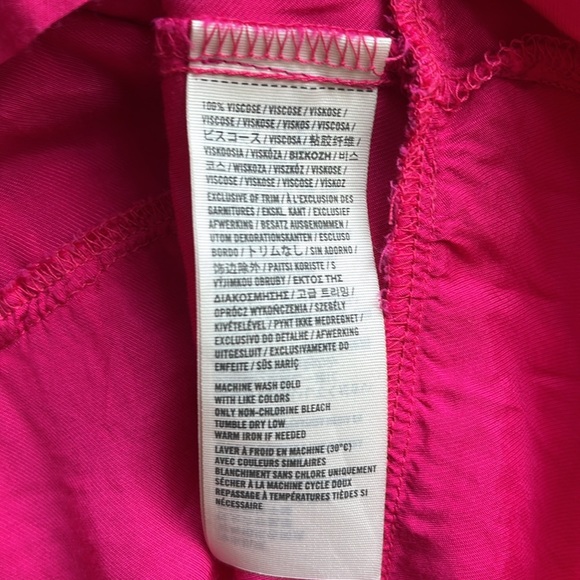 100% VISCOSE / VISCOSE / VISKOSE /
VISCOSE / VISKOSE / VISKOS / VISCOSA /
ビスコース / VISCOSA / 粘胶纤维 /
VISKOOSIA / VISKÓZA / ΒΙΣΚΟΖΗ / 비스
코스 / WISKOZA / VISZKÓZ / VISKOSE /
VISCOSE / VISKOSE / VISCOSE / VISKOZ
EXCLUSIVE OF TRIM / À L'EXCLUSION DES
GARNITURES / EKSKL. KANT / EXCLUSIEF
AFWERKING / BESATZ AUSGENOMMEN /
UTOM DEKORATIONSKANTEN / ESCLUSO
BORDO / トリムなし / SIN ADORNO /
饰边除外 / PAITSI KORISTE / S
VÝJIMKOU OBRUBY / ΕΚΤΟΣ ΤΗΣ
ΔΙΑΚΟΣΜΗΣΗΣ / 고급 트리밍 /
OPRÓCZ WYKOŃCZENIA / SZEGÉLY
KIVÉTELÉVEL / PYNT IKKE MEDREGNET /
EXCLUSIVO DO DETALHE / AFWERKING
UITGESLUIT / EXCLUSIVAMENTE DO
ENFEITE / SÜS HARİÇ
MACHINE WASH COLD
WITH LIKE COLORS
ONLY NON-CHLORINE BLEACH
TUMBLE DRY LOW
WARM IRON IF NEEDED
LAVER À FROID EN MACHINE (30°C)
AVEC COULEURS SIMILAIRES
BLANCHIMENT SANS CHLORE UNIQUEMENT
SÉCHER À LA MACHINE CYCLE DOUX
REPASSAGE À TEMPÉRATURES TIÈDES SI
NÉCESSAIRE